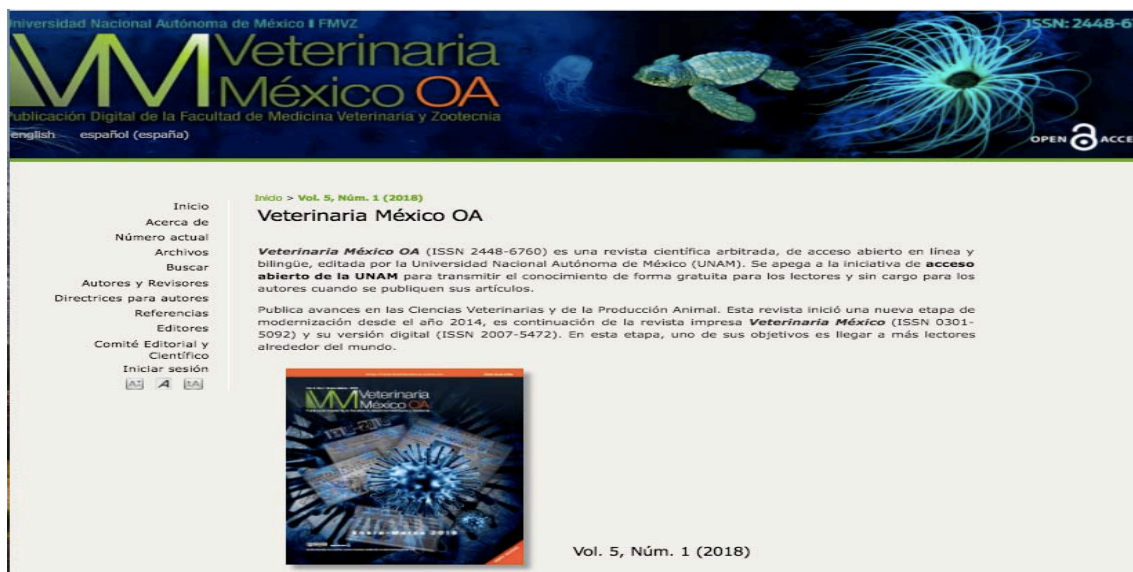 niversidad Nacional Autónoma de México FMVZ
ISSN: 2448-6
VM Veterinaria
México OA
ublicación Digital de la Facultad de Medicina Veterinaria y Zootecnia
english español (españa)
OPEN ACCE
Inicio
Acerca de
Número actual
Archivos
Buscar
Autores y Revisores
Directrices para autores
Referencias
Editores
Comité Editorial y
Científico
Iniciar sesión
Inicio > Vol. 5, Núm. 1 (2018)
Veterinaria México OA
Veterinaria México OA (ISSN 2448-6760) es una revista científica arbitrada, de acceso abierto en línea y
bilingüe, editada por la Universidad Nacional Autónoma de México (UNAM). Se apega a la iniciativa de acceso
abierto de la UNAM para transmitir el conocimiento de forma gratuita para los lectores y sin cargo para los
autores cuando se publiquen sus artículos.
Publica avances en las Ciencias Veterinarias y de la Producción Animal. Esta revista inició una nueva etapa de
modernización desde el año 2014, es continuación de la revista impresa Veterinaria México (ISSN 0301-
5092) y su versión digital (ISSN 2007-5472). En esta etapa, uno de sus objetivos es llegar a más lectores
alrededor del mundo.
VM Veterinaria
México OA
Vol. 5, Núm. 1 (2018)